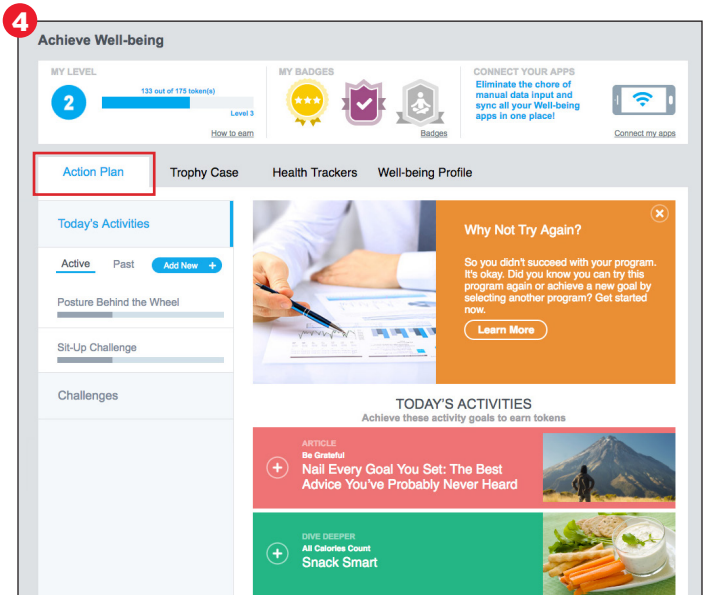 4
Achieve Well-being
MY LEVEL
2
133 out of 175 token(s)
Level 3
How to earn
MY BADGES
Badges
CONNECT YOUR APPS
Eliminate the chore of
manual data input and
sync all your Well-being
apps in one place!
Connect my apps
Action Plan
Trophy Case
Health Trackers
Well-being Profile
Today's Activities
Active
Past
Add New +
Posture Behind the Wheel
Sit-Up Challenge
Challenges
Why Not Try Again?
So you didn't succeed with your program.
It's okay. Did you know you can try this
program again or achieve a new goal by
selecting another program? Get started
now.
Learn More
TODAY'S ACTIVITIES
Achieve these activity goals to earn tokens
ARTICLE
Be Grateful
Nail Every Goal You Set: The Best
Advice You've Probably Never Heard
DIVE DEEPER
All Calories Count
Snack Smart